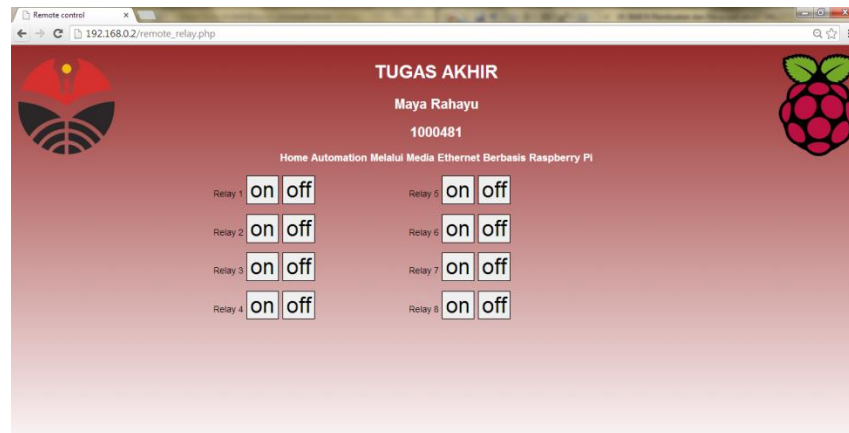 Remote control
192.168.0.2/remote_relay.php
TUGAS AKHIR
Maya Rahayu
1000481
Home Automation Melalui Media Ethernet Berbasis Raspberry Pi
Relay 1 on off Relay 5 on off
Relay 2 on off Relay 6 on off
Relay 3 on off Relay 7 on off
Relay 4 on off Relay 8 on off